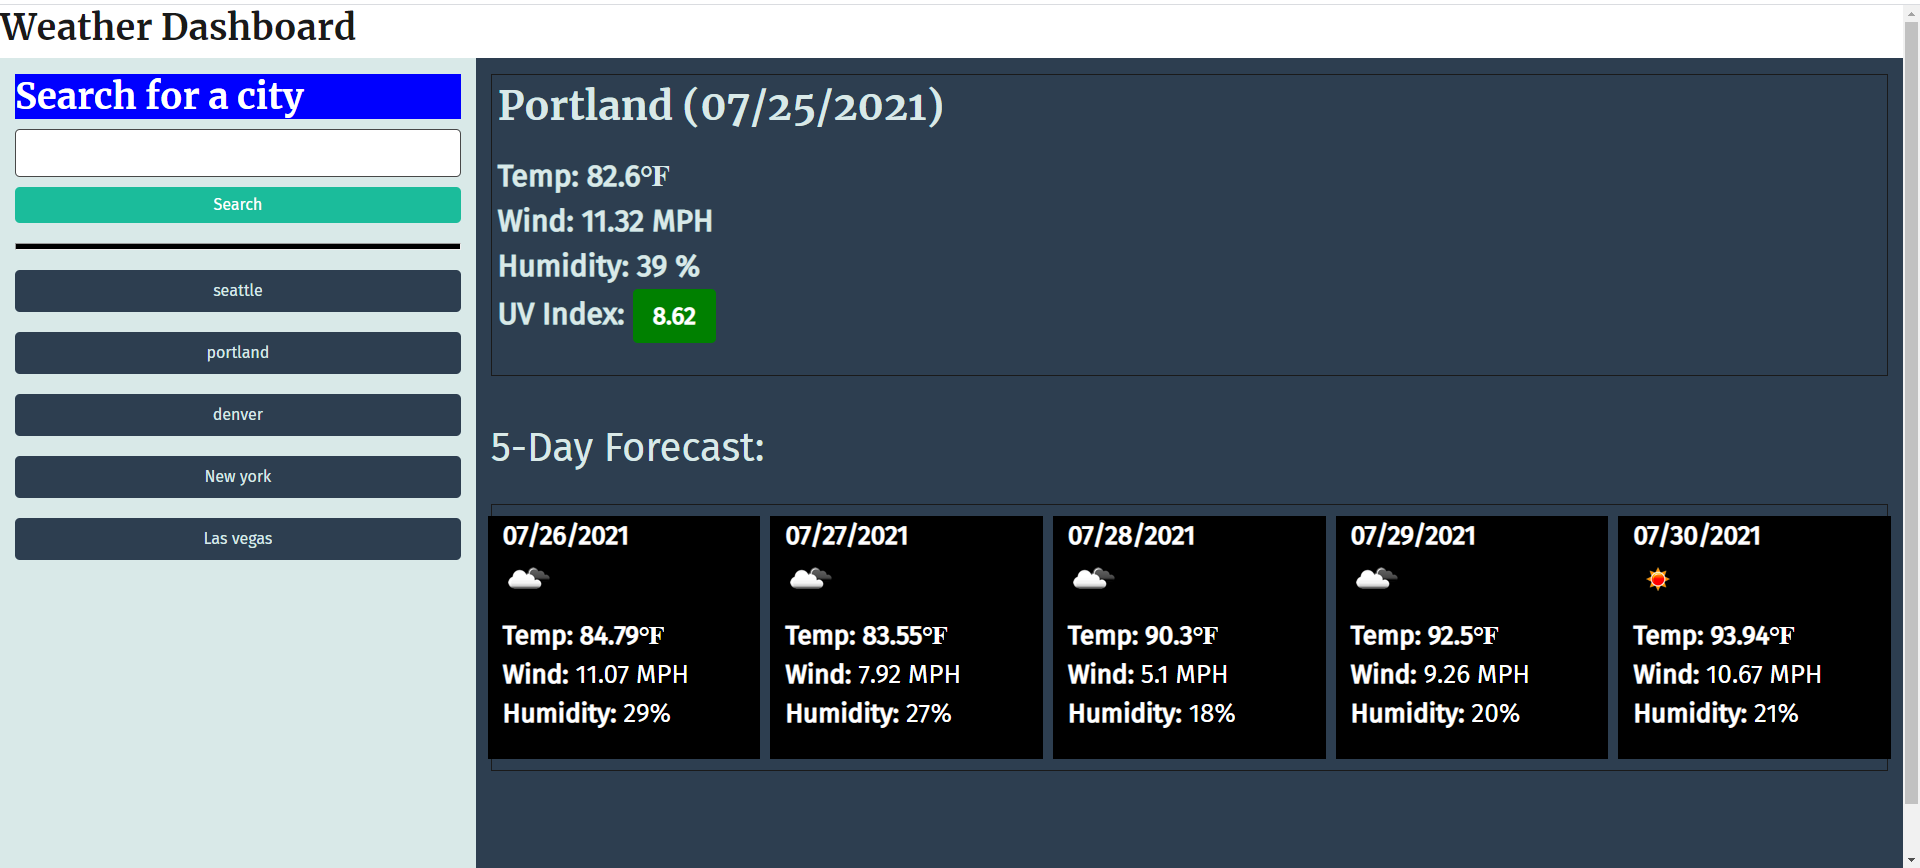 Weather Dashboard
Search for a city
Search
seattle
portland
denver
New york
Las vegas
Portland (07/25/2021)
Temp: 82.6°F
Wind: 11.32 MPH
Humidity: 39 %
UV Index: 8.62
5-Day Forecast:
07/26/2021
Temp: 84.79°F
Wind: 11.07 MPH
Humidity: 29%
07/27/2021
Temp: 83.55°F
Wind: 7.92 MPH
Humidity: 27%
07/28/2021
Temp: 90.3°F
Wind: 5.1 MPH
Humidity: 18%
07/29/2021
Temp: 92.5°F
Wind: 9.26 MPH
Humidity: 20%
07/30/2021
Temp: 93.94°F
Wind: 10.67 MPH
Humidity: 21%